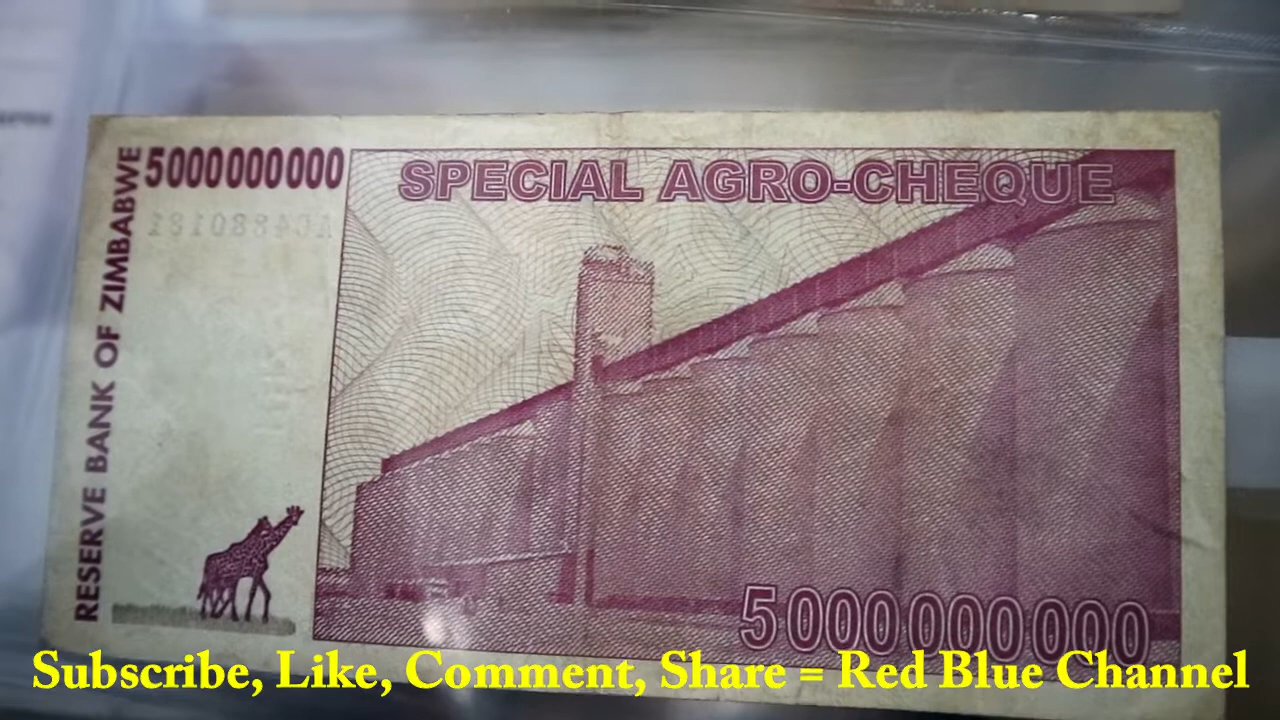 RESERVE BANK OF ZIMBABWE
5000000000
SPECIAL AGRO-CHEQUE
5000000000
Subscribe, Like, Comment, Share = Red Blue Channel